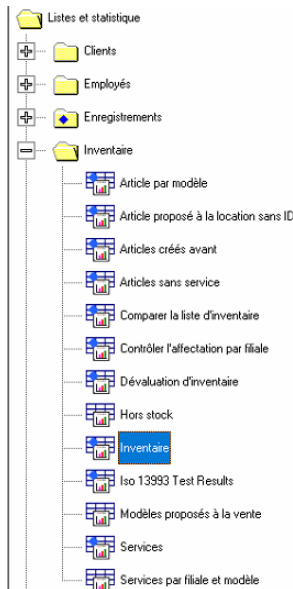 Listes et statistique
Clients
Employés
Enregistrements
Inventaire
Article par modèle
Article proposé à la location sans ID
Articles créés avant
Articles sans service
Comparer la liste d'inventaire
Contrôler l'affectation par filiale
Dévaluation d'inventaire
Hors stock
Inventaire
Iso 13993 Test Results
Modèles proposés à la vente
Services
Services par filiale et modèle